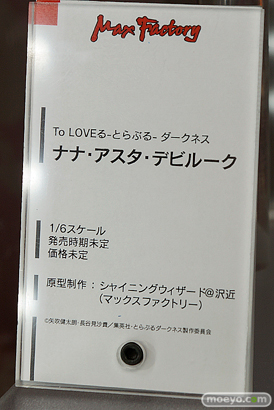 Max Factory
To LOVEる-とらぶる- ダークネス
ナナ・アスタ・デビルーク
1/6スケール
発売時期未定
価格未定
原型制作：シャイニングウィザード@沢近
（マックスファクトリー）
©矢吹健太朗・長谷見沙貴／集英社・とらぶるダークネス製作委員会
moeyo.com